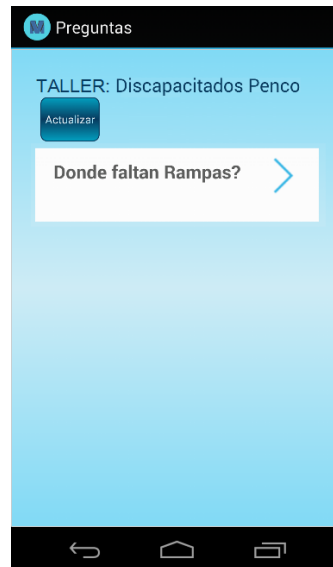 M Preguntas
TALLER: Discapacitados Penco
Actualizar
Donde faltan Rampas?